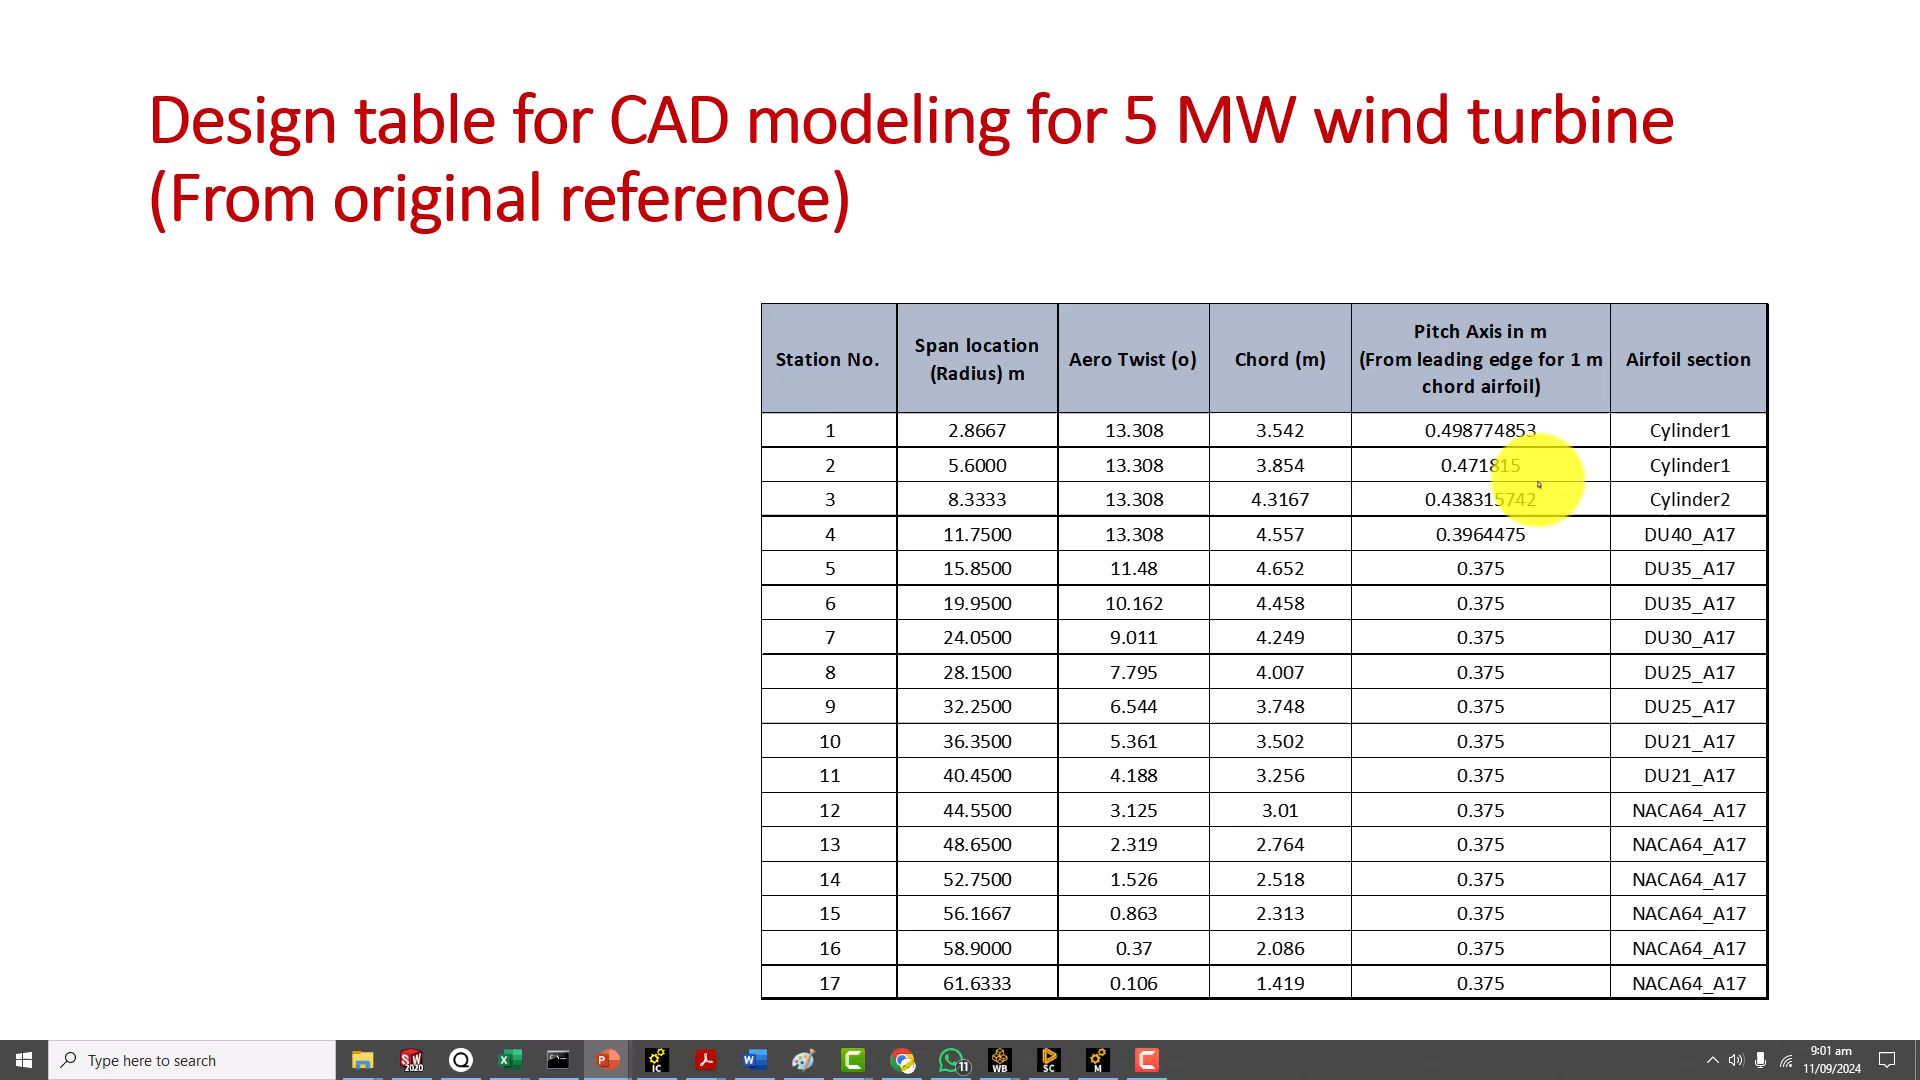 Design table for CAD modeling for 5 MW wind turbine
(From original reference)
Station No. Span location (Radius) m Aero Twist (o) Chord (m) Pitch Axis in m (From leading edge for 1 m chord airfoil) Airfoil section
1 2.8667 13.308 3.542 0.498774853 Cylinder1
2 5.6000 13.308 3.854 0.471815 Cylinder1
3 8.3333 13.308 4.3167 0.438315742 Cylinder2
4 11.7500 13.308 4.557 0.3964475 DU40_A17
5 15.8500 11.48 4.652 0.375 DU35_A17
6 19.9500 10.162 4.458 0.375 DU35_A17
7 24.0500 9.011 4.249 0.375 DU30_A17
8 28.1500 7.795 4.007 0.375 DU25_A17
9 32.2500 6.544 3.748 0.375 DU25_A17
10 36.3500 5.361 3.502 0.375 DU21_A17
11 40.4500 4.188 3.256 0.375 DU21_A17
12 44.5500 3.125 3.01 0.375 NACA64_A17
13 48.6500 2.319 2.764 0.375 NACA64_A17
14 52.7500 1.526 2.518 0.375 NACA64_A17
15 56.1667 0.863 2.313 0.375 NACA64_A17
16 58.9000 0.37 2.086 0.375 NACA64_A17
17 61.6333 0.106 1.419 0.375 NACA64_A17
Type here to search
SW 2020
IC
11
WB
SC
M
9:01 am
11/09/2024